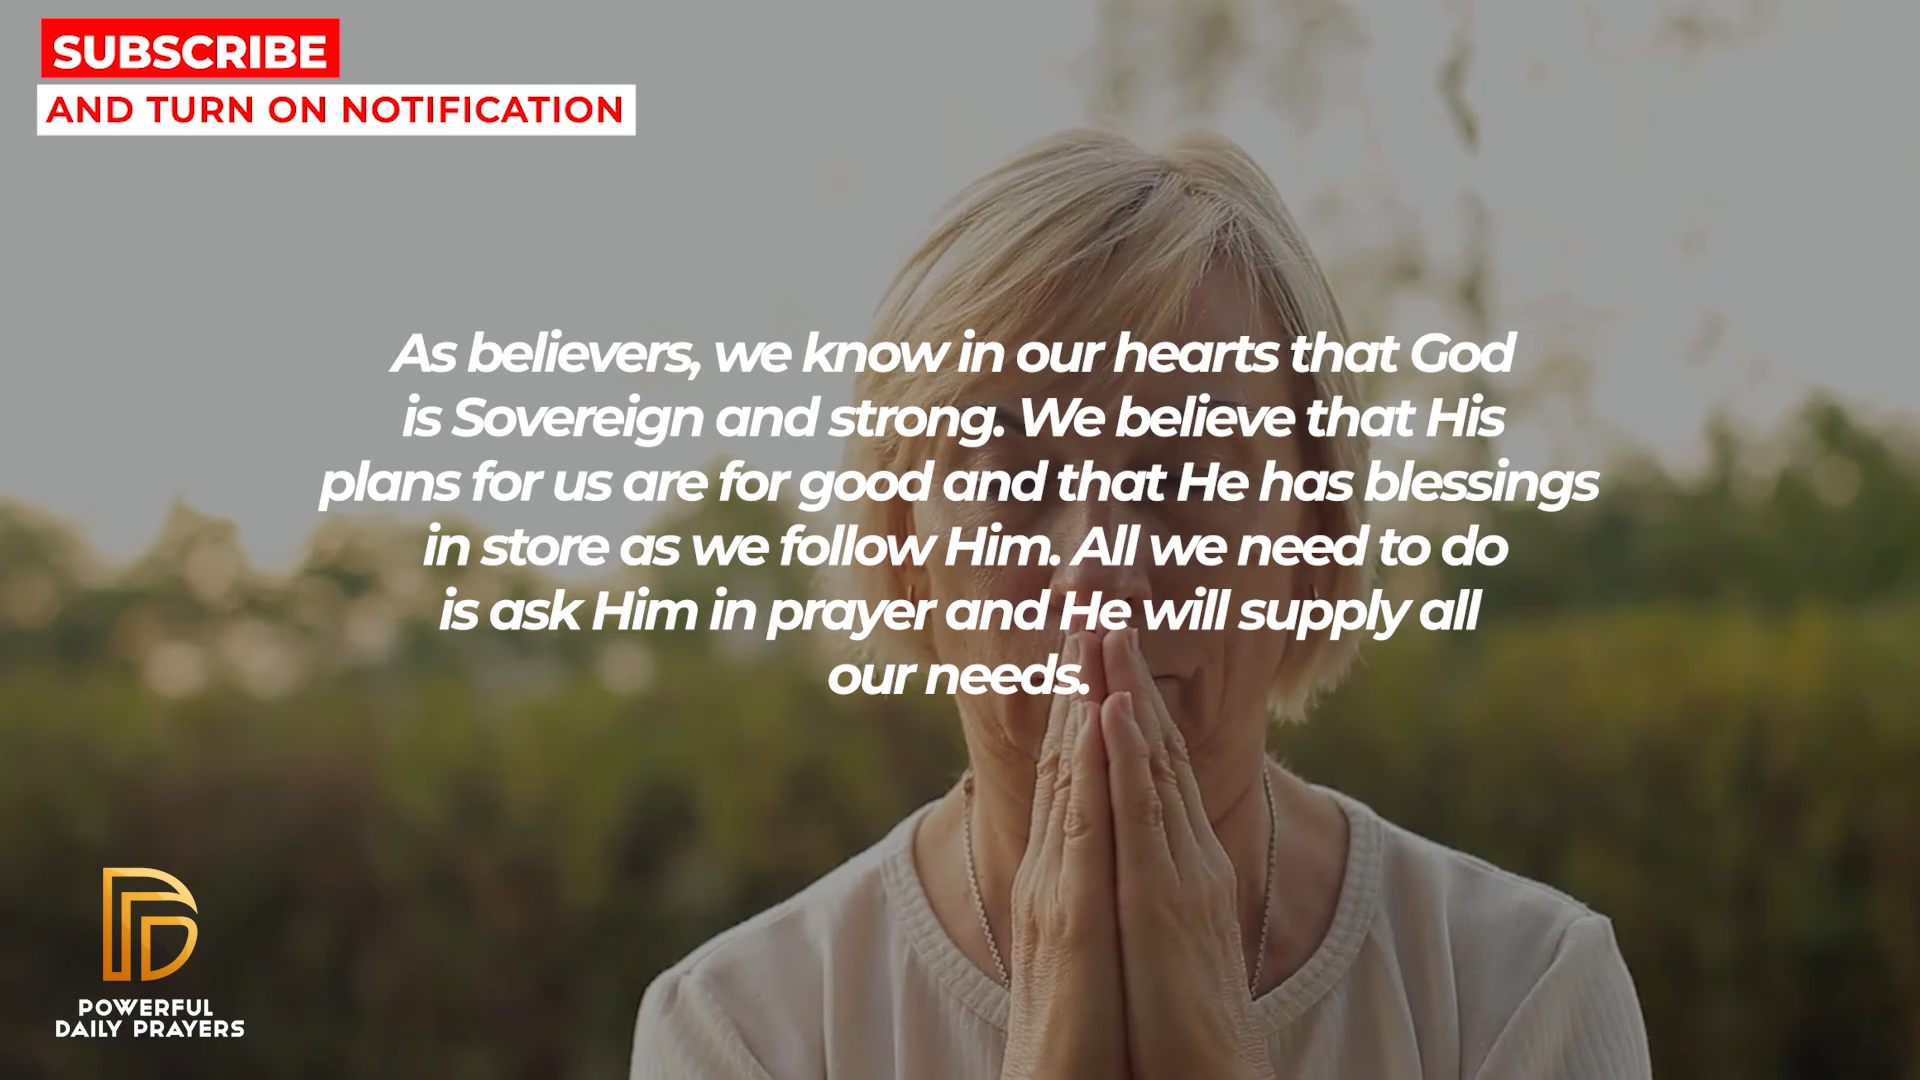 SUBSCRIBE
AND TURN ON NOTIFICATION
As believers, we know in our hearts that God
is Sovereign and strong. We believe that His
plans for us are for good and that He has blessings
in store as we follow Him. All we need to do
is ask Him in prayer and He will supply all
our needs.
POWERFUL
DAILY PRAYERS